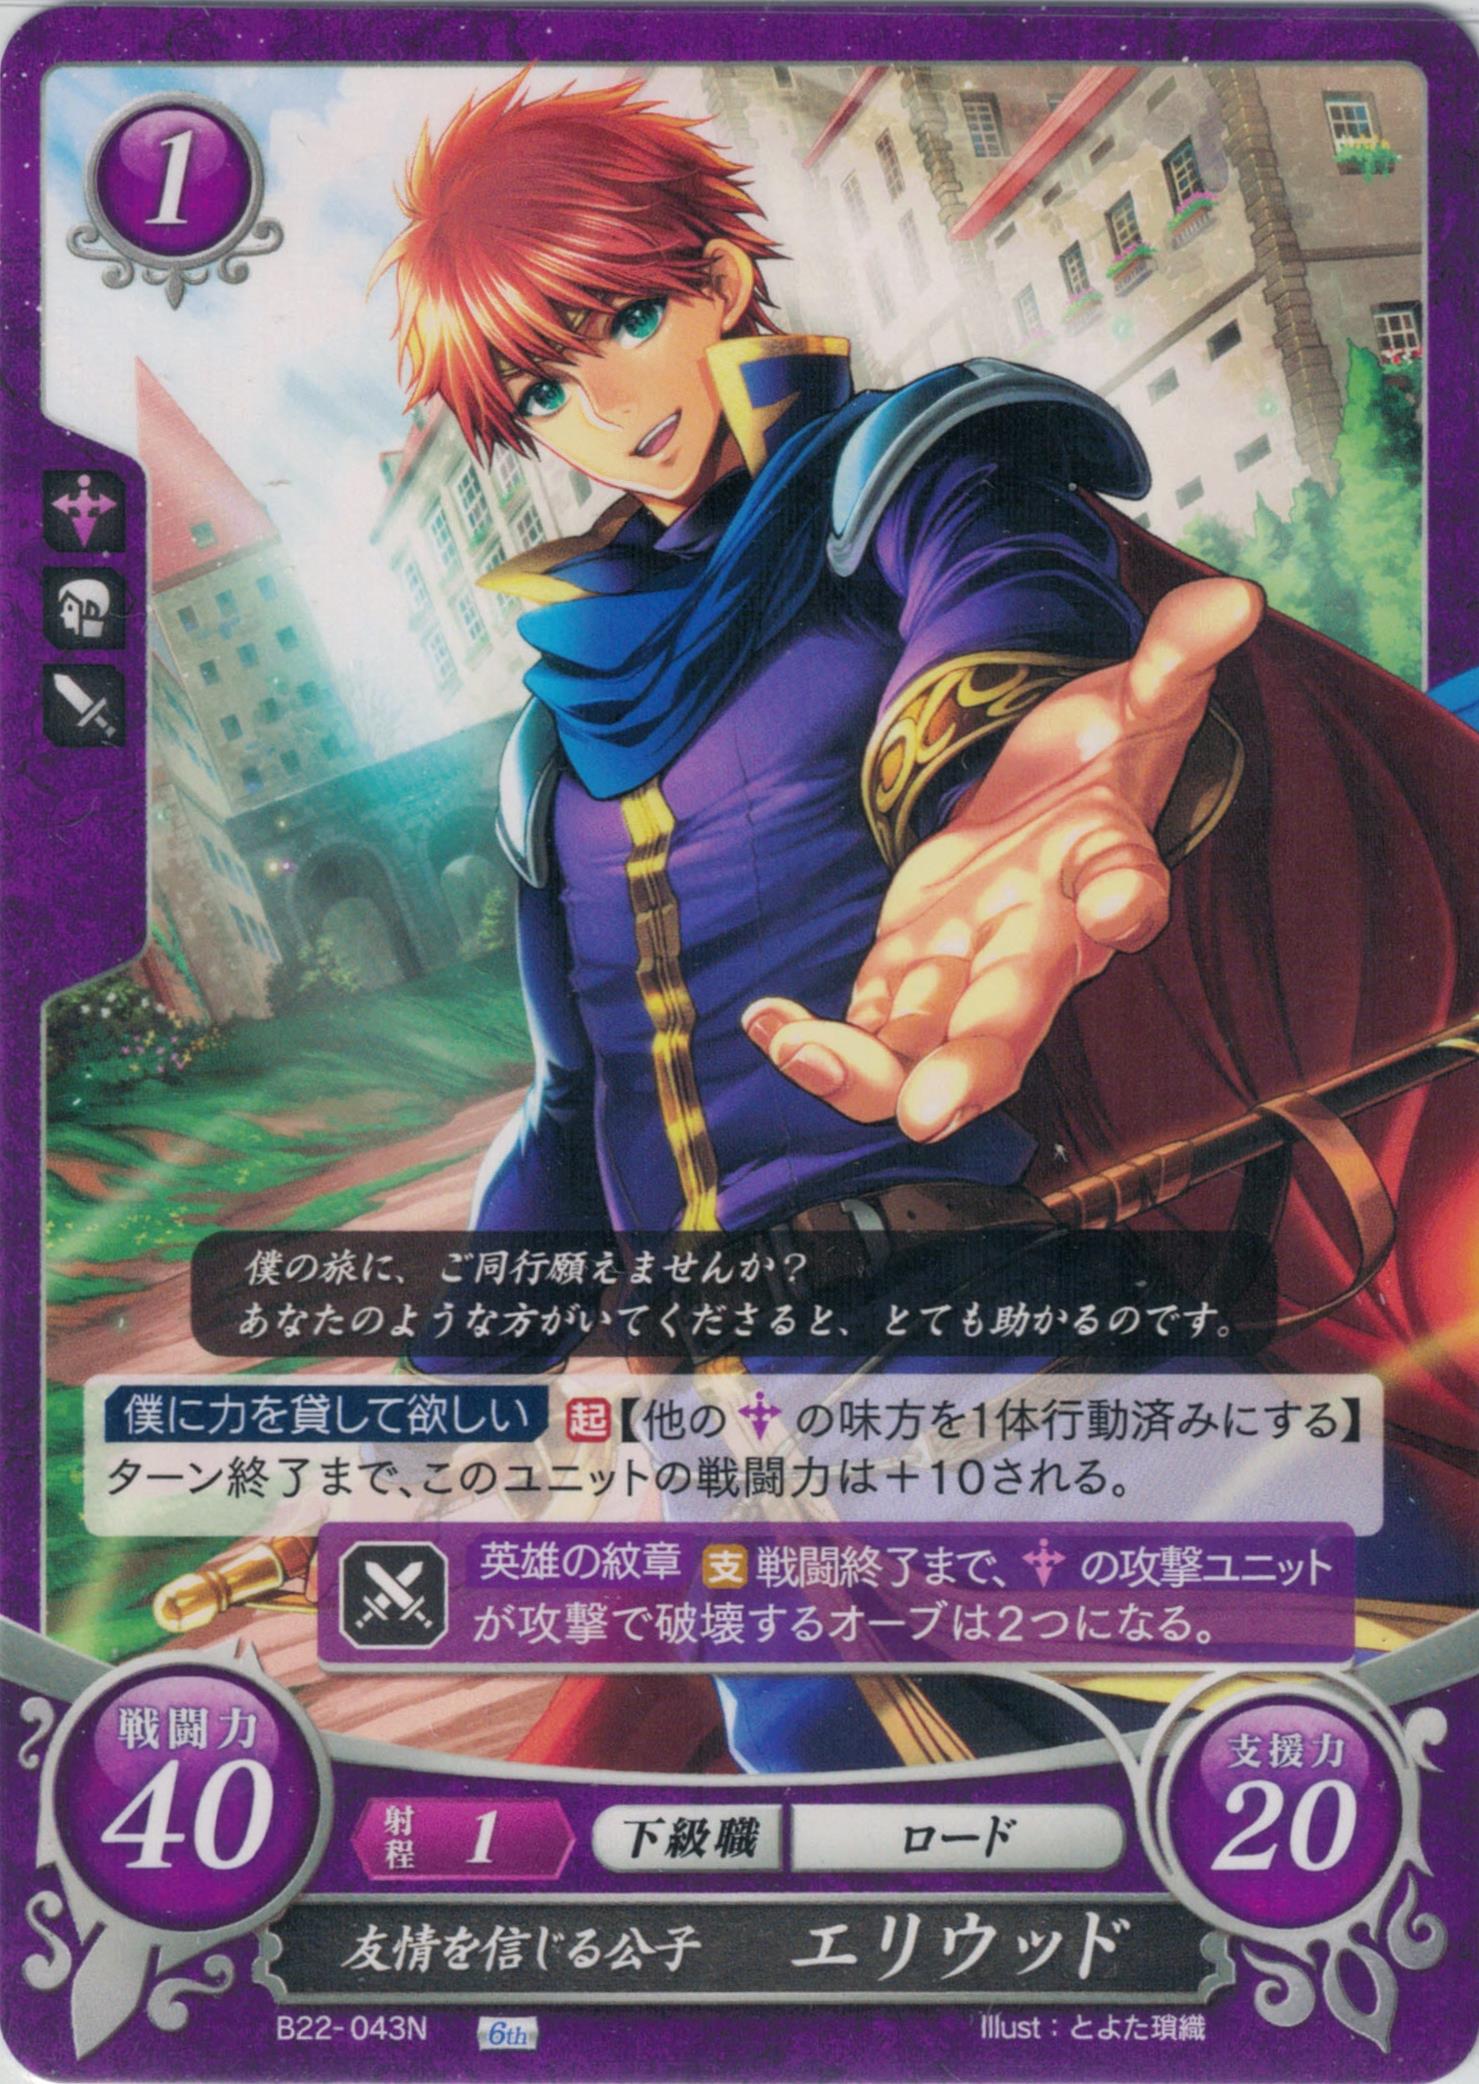 1
僕の旅に、ご同行願えませんか?
あなたのような方がいてくださると、とても助かるのです。
僕に力を貸して欲しい 起【他の の味方を1体行動済みにする】
ターン終了まで、このユニットの戦闘力は+10される。
英雄の紋章 支 戦闘終了まで、 の攻撃ユニット
が攻撃で破壊するオーブは2つになる。
戦闘力
40
射程 1
下級職
ロード
支援力
20
友情を信じる公子 エリウッド
B22-043N
6th
Illust:とよた瑣織